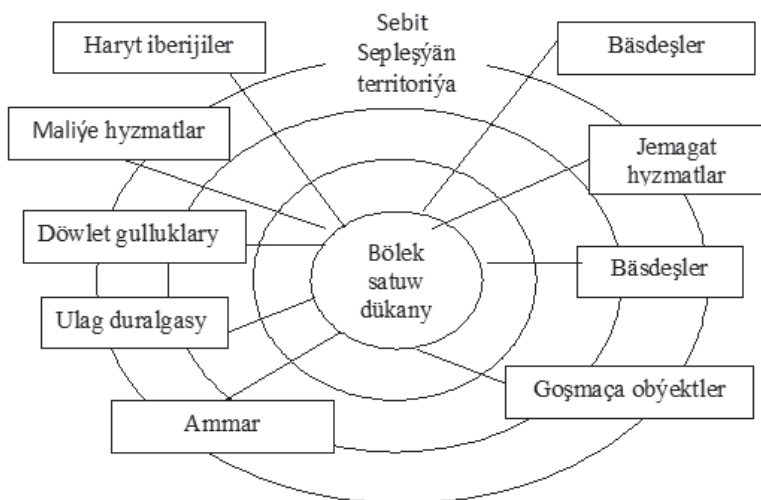 Haryt iberijiler
Sebit
Sepleşýän
territoriýa
Bäsdeşler
Maliýe hyzmatlar
Jemagat
hyzmatlar
Döwlet gulluklary
Bölek
satuw
dükany
Bäsdeşler
Ulag duralgasy
Goşmaça obýektler
Ammar